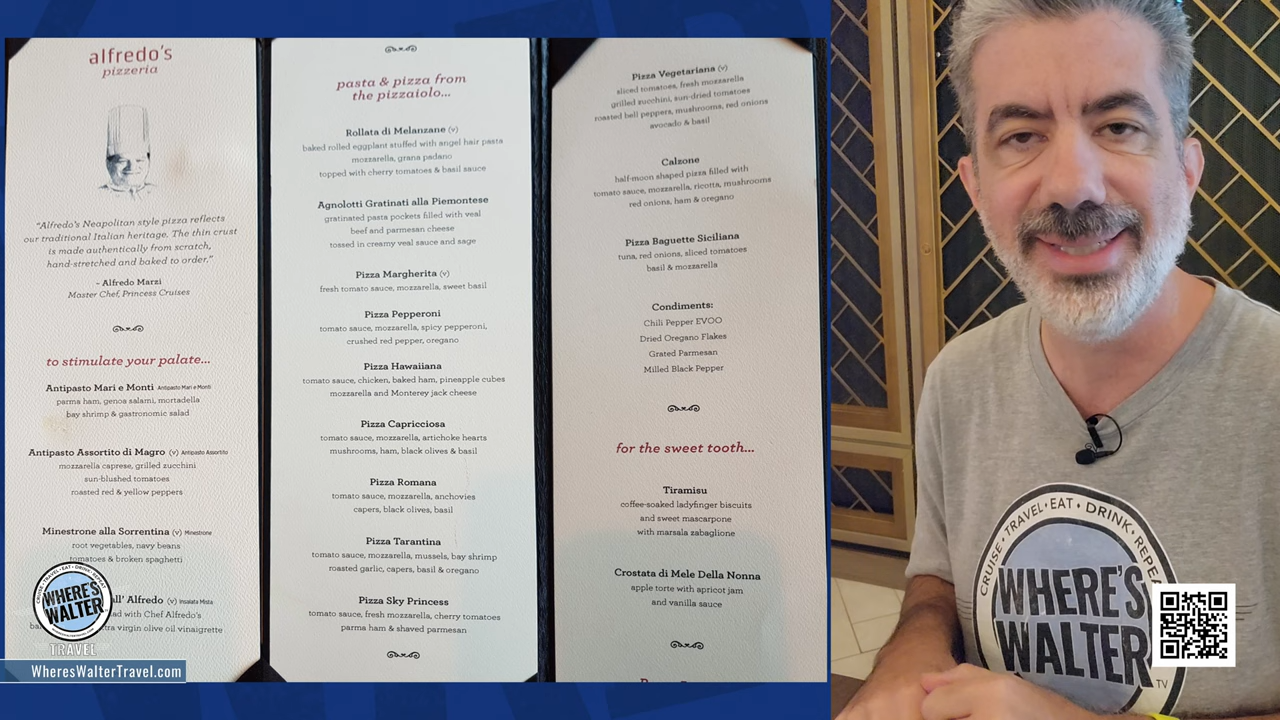 alfredo's
pizzeria
"Alfredo's Neapolitan style pizza reflects
our traditional Italian heritage. The thin crust
is made authentically from scratch,
hand-stretched and baked to order."
~ Alfredo Marzi
Master Chef, Princess Cruises
to stimulate your palate...
Antipasto Mari e Monti Antipasto Mari e Monti
parma ham, genoa salami, mortadella
bay shrimp & gastronomic salad
Antipasto Assortito di Magro (v) Antipasto Assortito
mozzarella caprese, grilled zucchini
sun-blushed tomatoes
roasted red & yellow peppers
Minestrone alla Sorrentina (v) Minestrone
root vegetables, navy beans
tomatoes & broken spaghetti
all' Alfredo (v) Insalata Mista
with Chef Alfredo's
virgin olive oil vinaigrette
pasta & pizza from
the pizzaiolo...
Rollata di Melanzane (v)
baked rolled eggplant stuffed with angel hair pasta
mozzarella, grana padano
topped with cherry tomatoes & basil sauce
Agnolotti Gratinati alla Piemontese
gratinated pasta pockets filled with veal
beef and parmesan cheese
tossed in creamy veal sauce and sage
Pizza Margherita (v)
fresh tomato sauce, mozzarella, sweet basil
Pizza Pepperoni
tomato sauce, mozzarella, spicy pepperoni,
crushed red pepper, oregano
Pizza Hawaiiana
tomato sauce, chicken, baked ham, pineapple cubes
mozzarella and Monterey jack cheese
Pizza Capricciosa
tomato sauce, mozzarella, artichoke hearts
mushrooms, ham, black olives & basil
Pizza Romana
tomato sauce, mozzarella, anchovies
capers, black olives, basil
Pizza Tarantina
tomato sauce, mozzarella, mussels, bay shrimp
roasted garlic, capers, basil & oregano
Pizza Sky Princess
tomato sauce, fresh mozzarella, cherry tomatoes
parma ham & shaved parmesan
Pizza Vegetariana (v)
sliced tomatoes, fresh mozzarella
grilled zucchini, sun-dried tomatoes
roasted bell peppers, mushrooms, red onions
avocado & basil
Calzone
half-moon shaped pizza filled with
tomato sauce, mozzarella, ricotta, mushrooms
red onions, ham & oregano
Pizza Baguette Siciliana
tuna, red onions, sliced tomatoes
basil & mozzarella
Condiments:
Chili Pepper EVOO
Dried Oregano Flakes
Grated Parmesan
Milled Black Pepper
for the sweet tooth...
Tiramisu
coffee-soaked ladyfinger biscuits
and sweet mascarpone
with marsala zabaglione
Crostata di Mele Della Nonna
apple torte with apricot jam
and vanilla sauce
CRUISE • TRAVEL • EAT • DRINK • REPEAT
WHERE'S
WALTER
TRAVEL
WheresWalterTravel.com
CRUISE • TRAVEL • EAT • DRINK • REPEA
WHERE'S
WALTER
TV